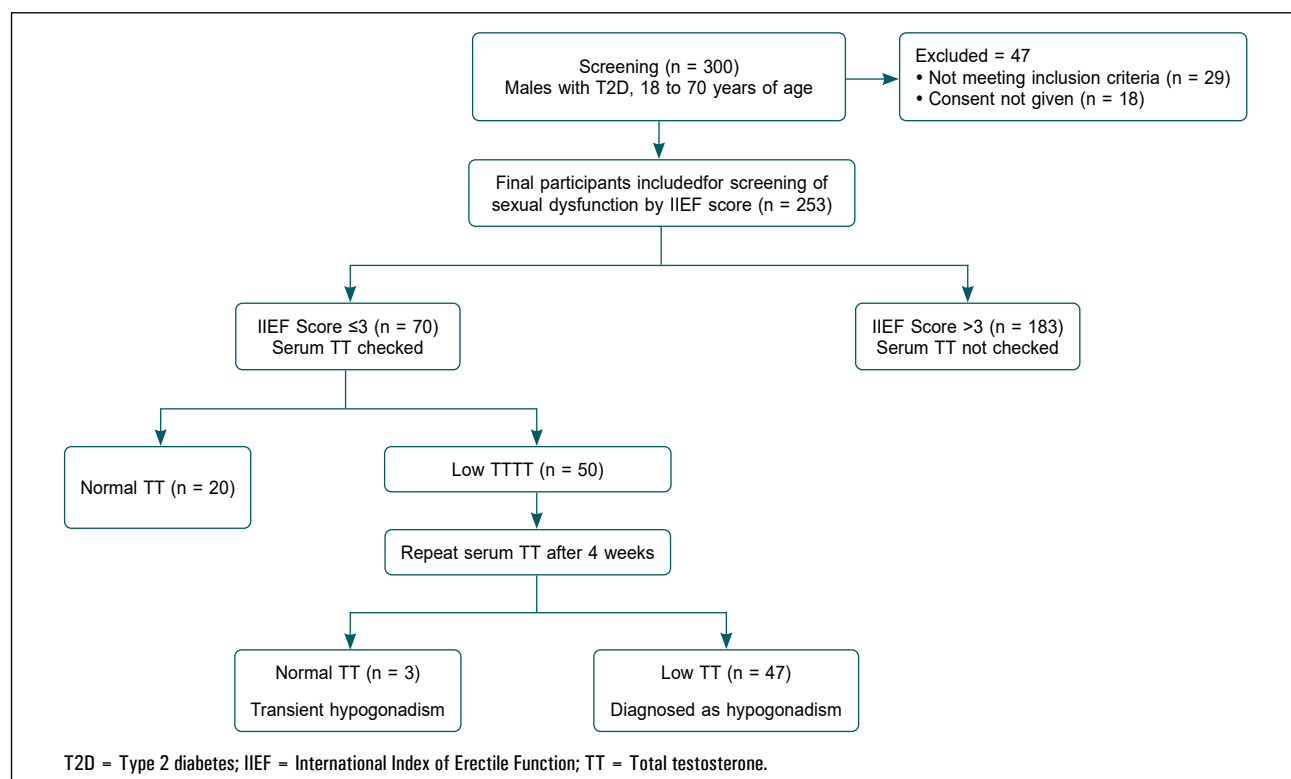 Screening (n = 300)
Males with T2D, 18 to 70 years of age
Excluded = 47
• Not meeting inclusion criteria (n = 29)
• Consent not given (n = 18)
Final participants includedfor screening of
sexual dysfunction by IIEF score (n = 253)
IIEF Score ≤3 (n = 70)
Serum TT checked
IIEF Score >3 (n = 183)
Serum TT not checked
Normal TT (n = 20)
Low TTTT (n = 50)
Repeat serum TT after 4 weeks
Normal TT (n = 3)
Transient hypogonadism
Low TT (n = 47)
Diagnosed as hypogonadism
T2D = Type 2 diabetes; IIEF = International Index of Erectile Function; TT = Total testosterone.